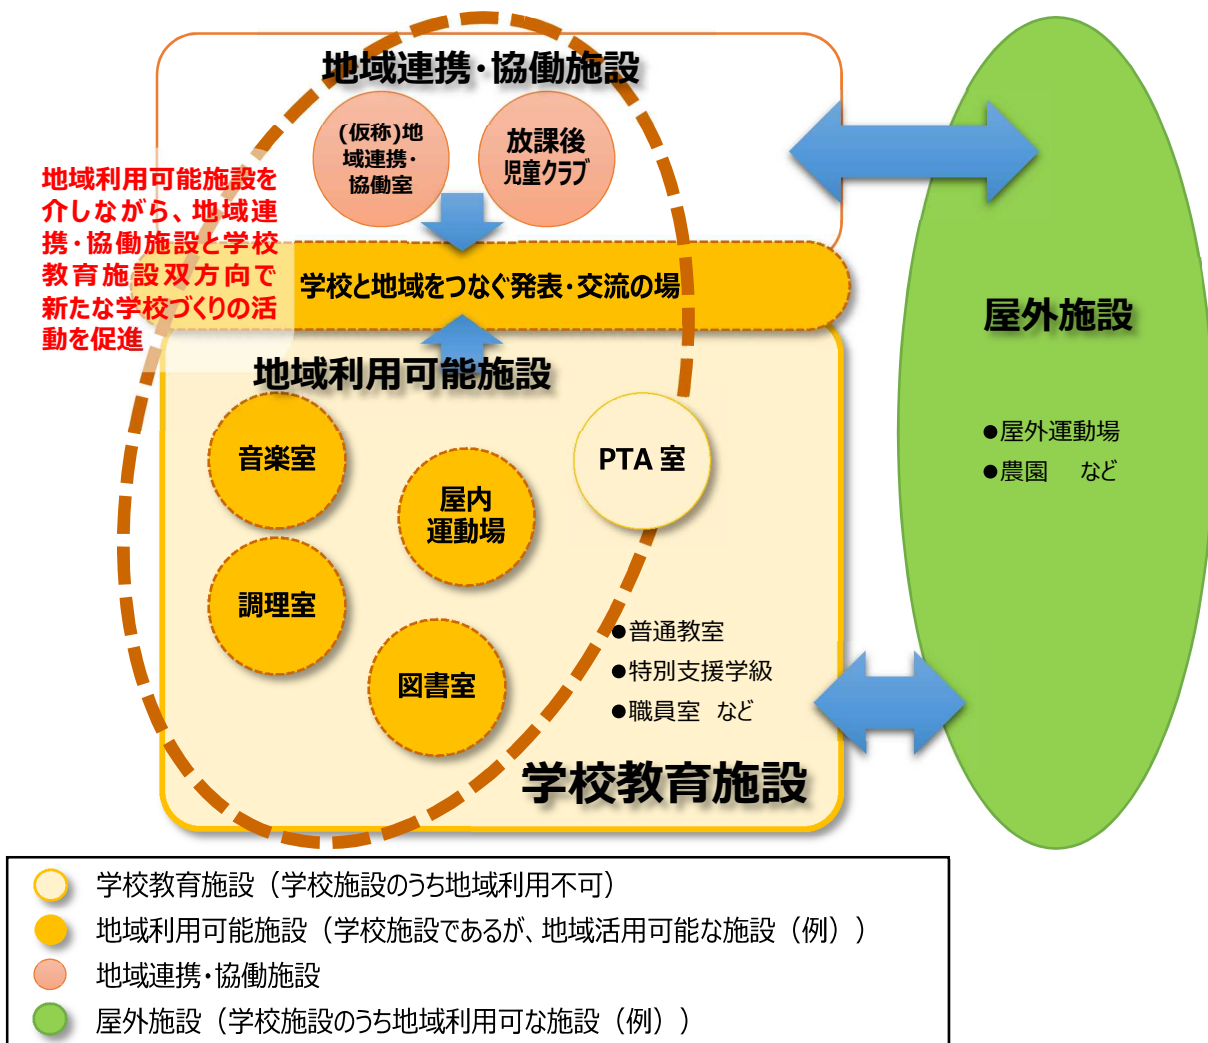 地域連携・協働施設
(仮称)地
域連携・
協働室
放課後
児童クラブ
地域利用可能施設を
介しながら、地域連
携・協働施設と学校
教育施設双方向で
新たな学校づくりの活
動を促進
学校と地域をつなぐ発表・交流の場
地域利用可能施設
音楽室
屋内
運動場
PTA 室
調理室
図書室
●普通教室
●特別支援学級
●職員室 など
学校教育施設
屋外施設
●屋外運動場
●農園 など
学校教育施設（学校施設のうち地域利用不可）
地域利用可能施設（学校施設であるが、地域活用可能な施設（例））
地域連携・協働施設
屋外施設（学校施設のうち地域利用可な施設（例））